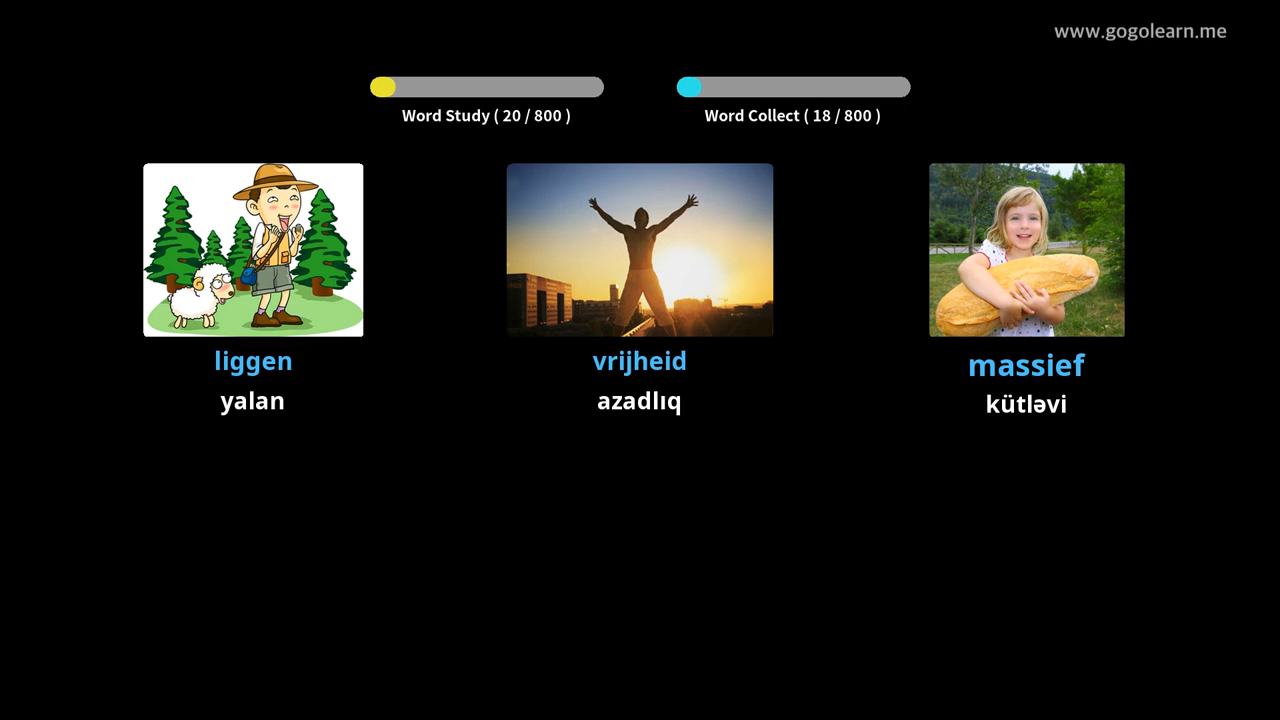 www.gogolearn.me
Word Study ( 20 / 800 )
Word Collect ( 18 / 800 )
liggen
vrijheid
massief
yalan
azadlıq
kütləvi